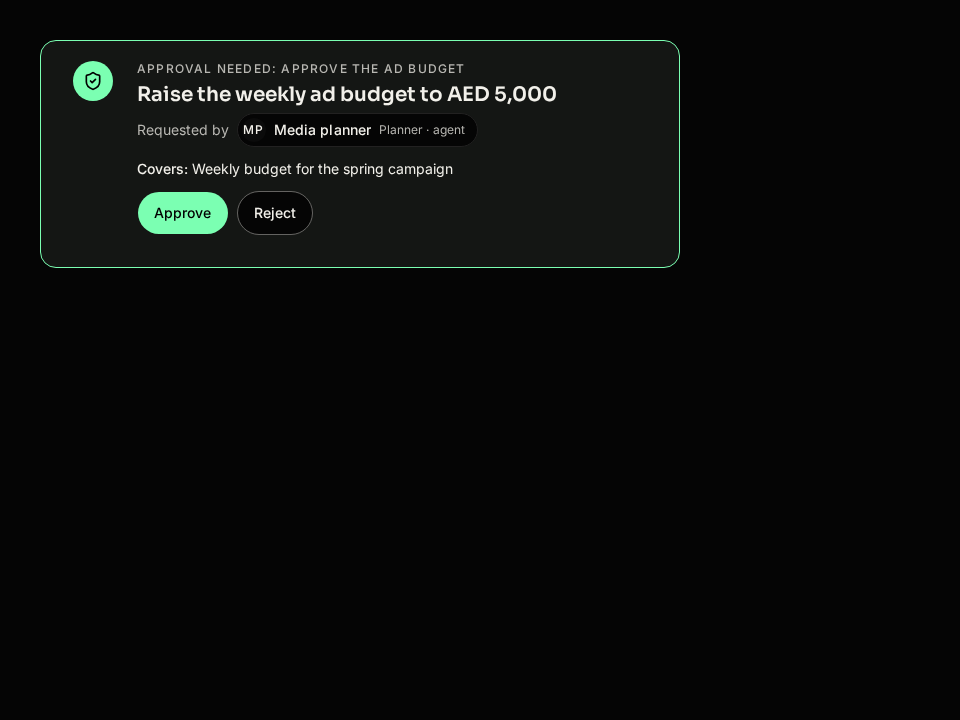 APPROVAL NEEDED: APPROVE THE AD BUDGET
Raise the weekly ad budget to AED 5,000
Requested by MP Media planner Planner · agent
Covers: Weekly budget for the spring campaign
Approve Reject